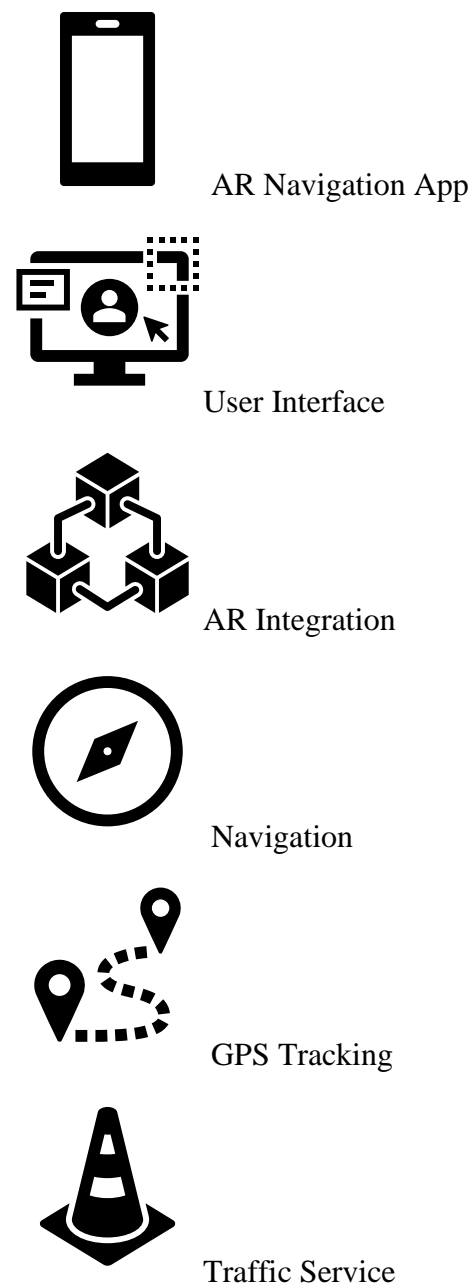 AR Navigation App
User Interface
AR Integration
Navigation
GPS Tracking
Traffic Service